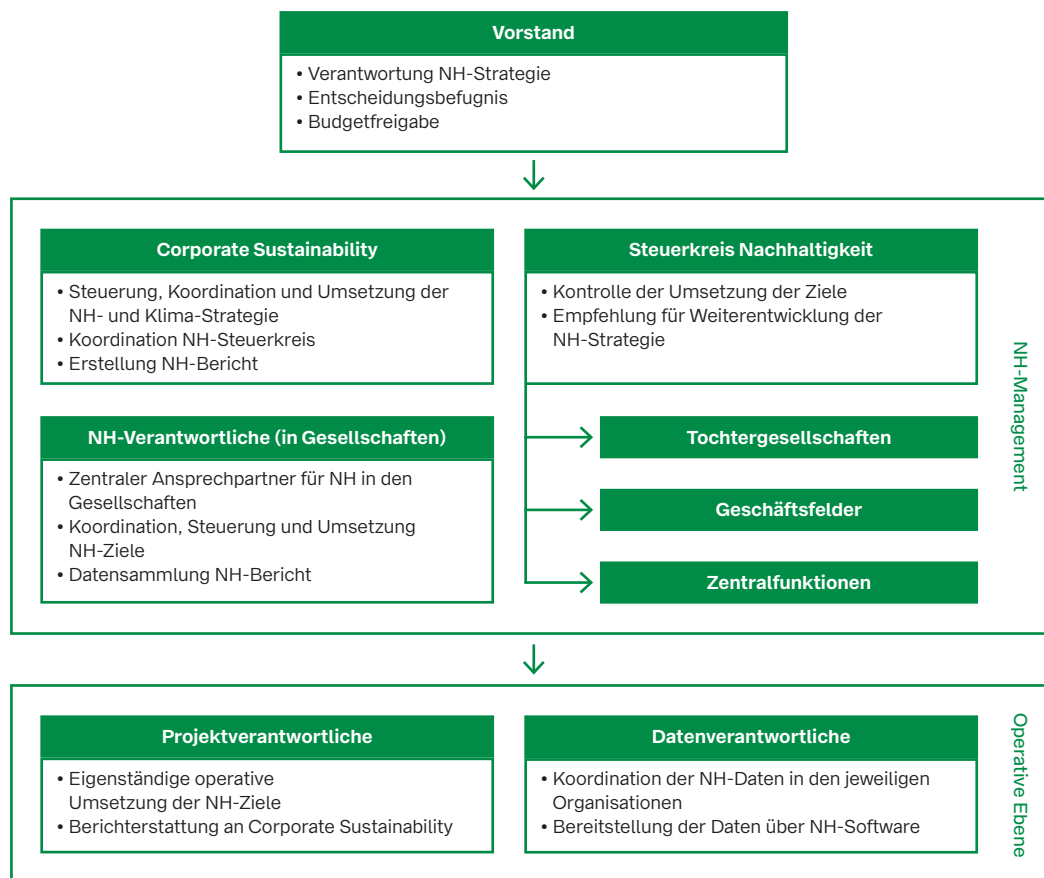 Vorstand
• Verantwortung NH-Strategie
• Entscheidungsbefugnis
• Budgetfreigabe
Corporate Sustainability
• Steuerung, Koordination und Umsetzung der
NH- und Klima-Strategie
• Koordination NH-Steuerkreis
• Erstellung NH-Bericht
Steuerkreis Nachhaltigkeit
• Kontrolle der Umsetzung der Ziele
• Empfehlung für Weiterentwicklung der
NH-Strategie
NH-Verantwortliche (in Gesellschaften)
• Zentraler Ansprechpartner für NH in den
Gesellschaften
• Koordination, Steuerung und Umsetzung
NH-Ziele
• Datensammlung NH-Bericht
Tochtergesellschaften
Geschäftsfelder
Zentralfunktionen
NH-Management
Projektverantwortliche
• Eigenständige operative
Umsetzung der NH-Ziele
• Berichterstattung an Corporate Sustainability
Datenverantwortliche
• Koordination der NH-Daten in den jeweiligen
Organisationen
• Bereitstellung der Daten über NH-Software
Operative Ebene